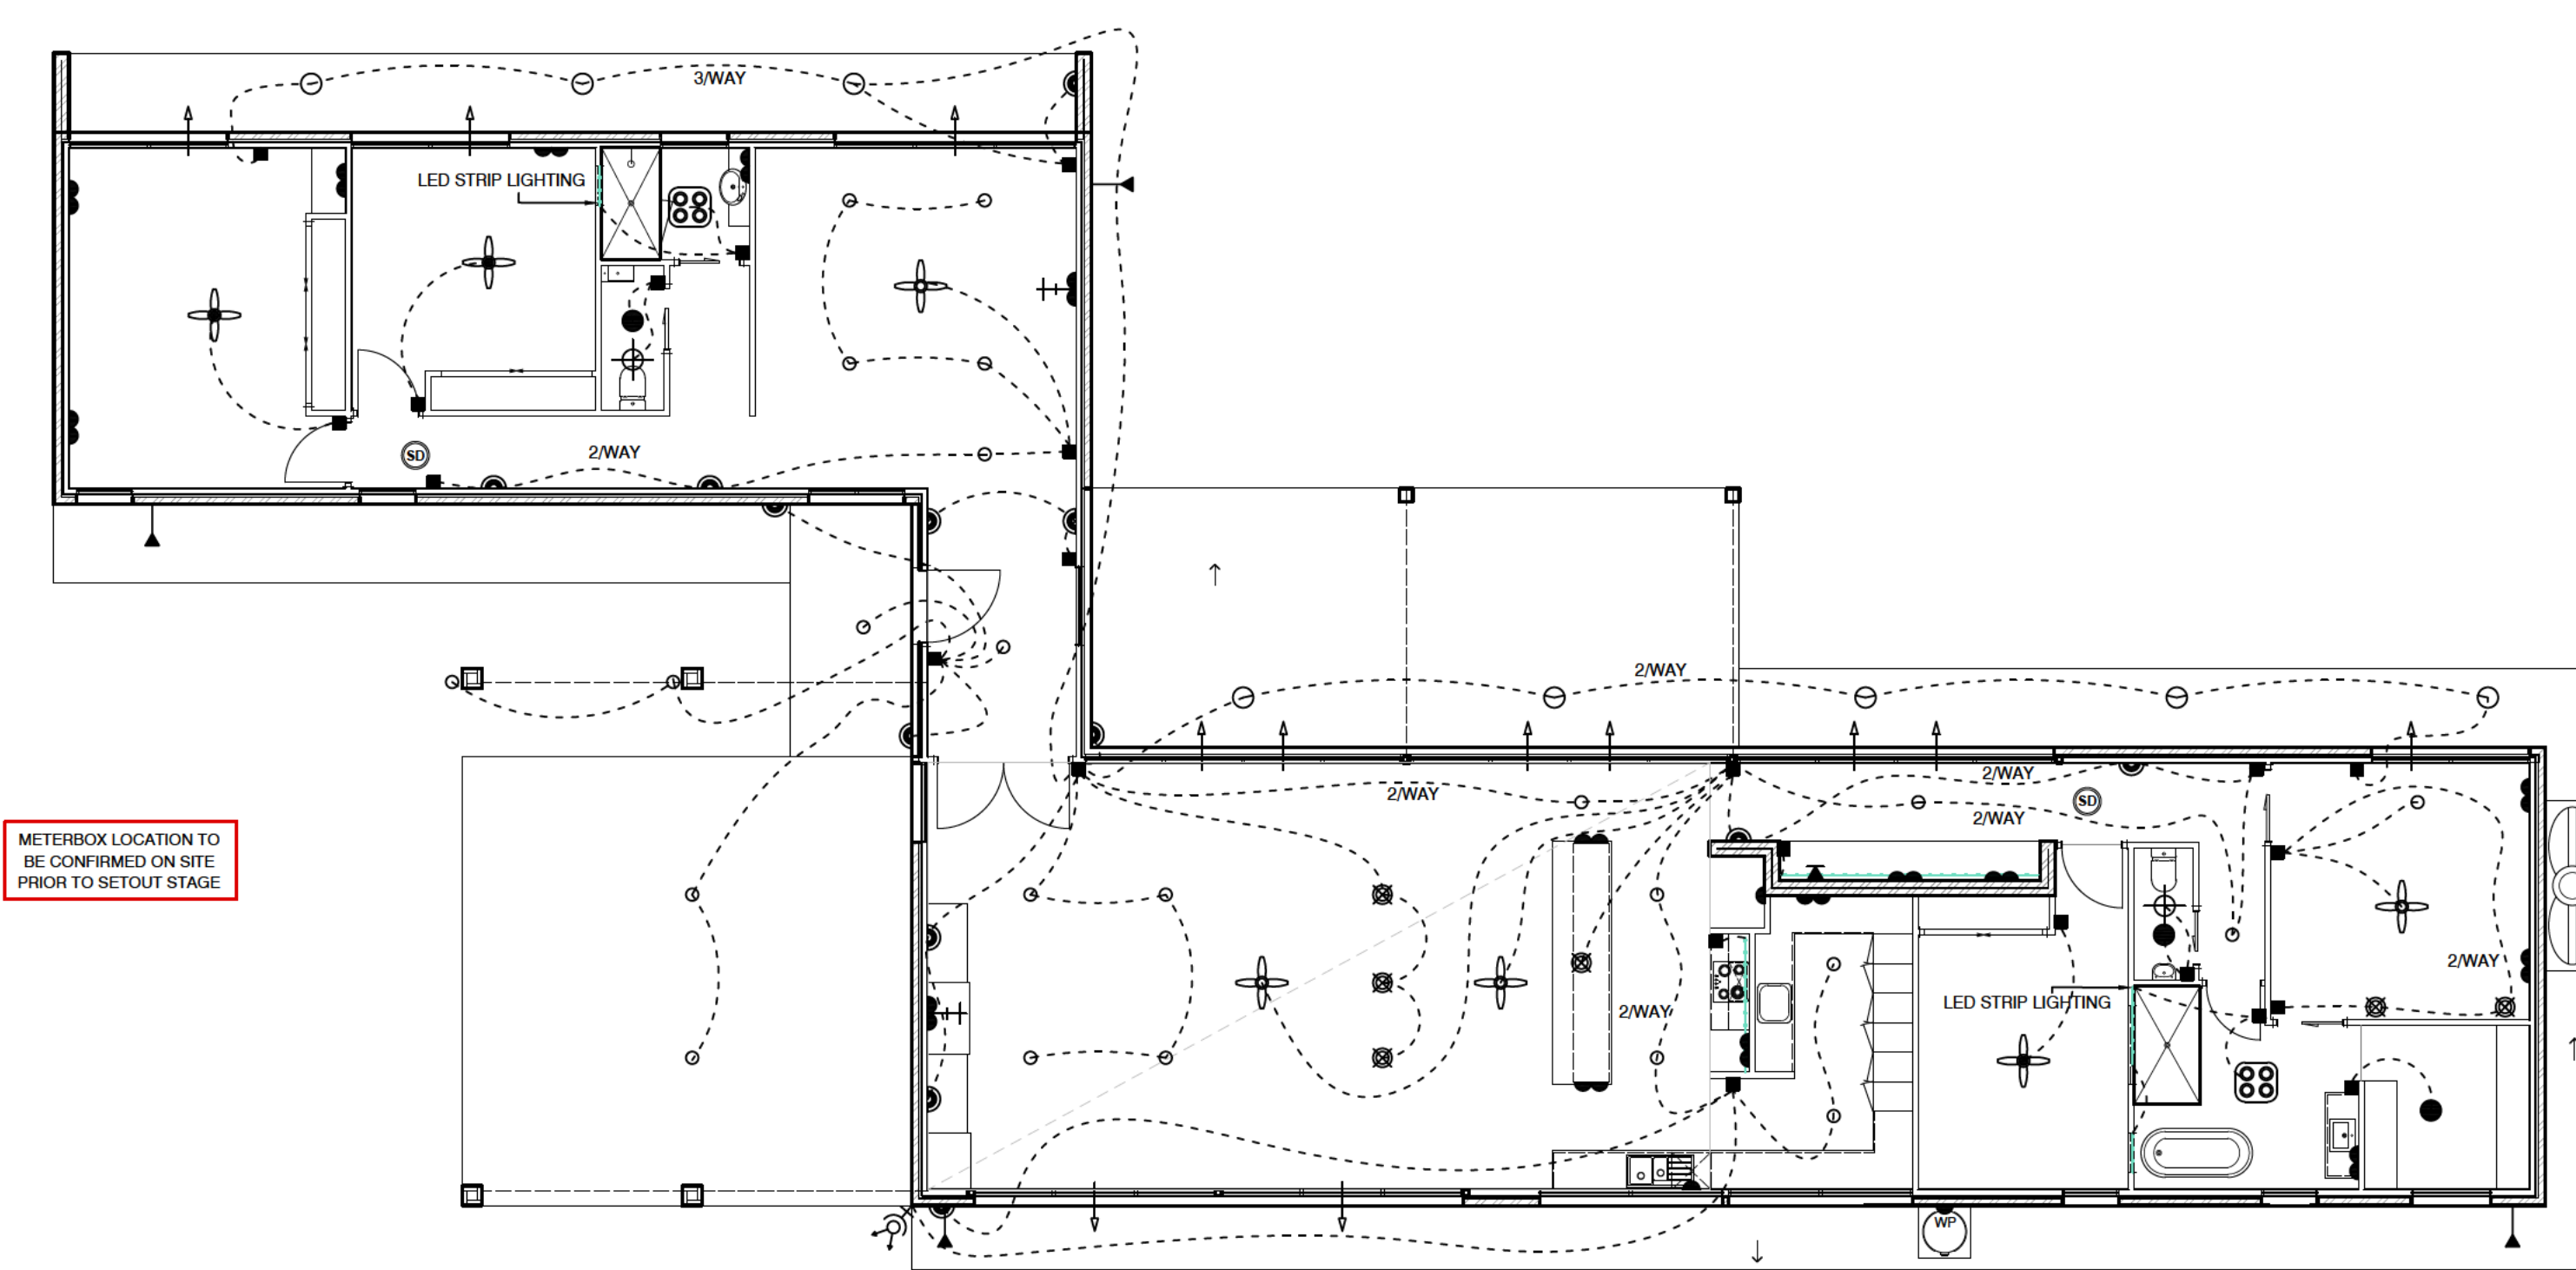 3/WAY
LED STRIP LIGHTING
SD
2/WAY
2/WAY
2/WAY
2/WAY
SD
2/WAY
METERBOX LOCATION TO
BE CONFIRMED ON SITE
PRIOR TO SETOUT STAGE
2/WAY
2/WAY
LED STRIP LIGHTING
WP